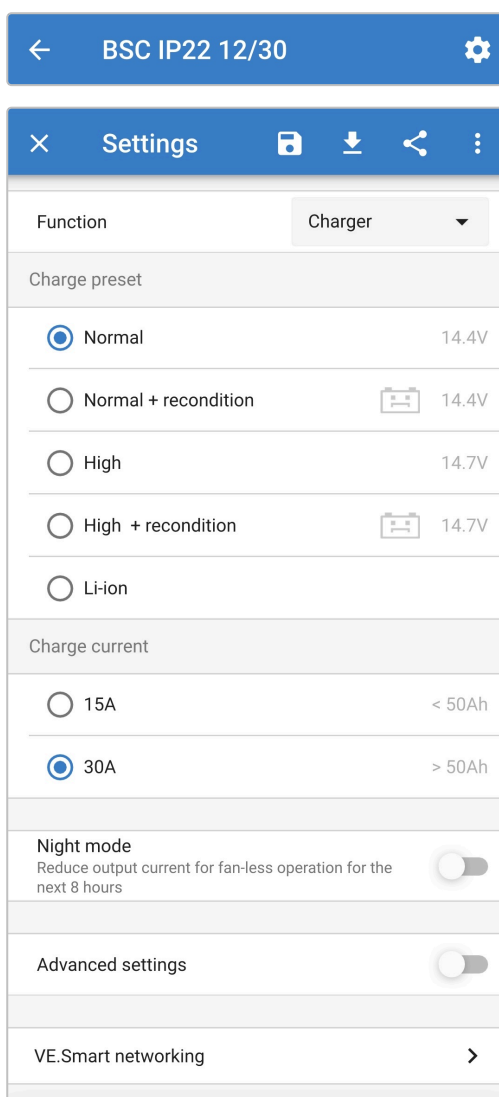 BSC IP22 12/30
Settings
Function Charger
Charge preset
Normal 14.4V
Normal + recondition 14.4V
High 14.7V
High + recondition 14.7V
Li-ion
Charge current
15A < 50Ah
30A > 50Ah
Night mode
Reduce output current for fan-less operation for the
next 8 hours
Advanced settings
VE.Smart networking